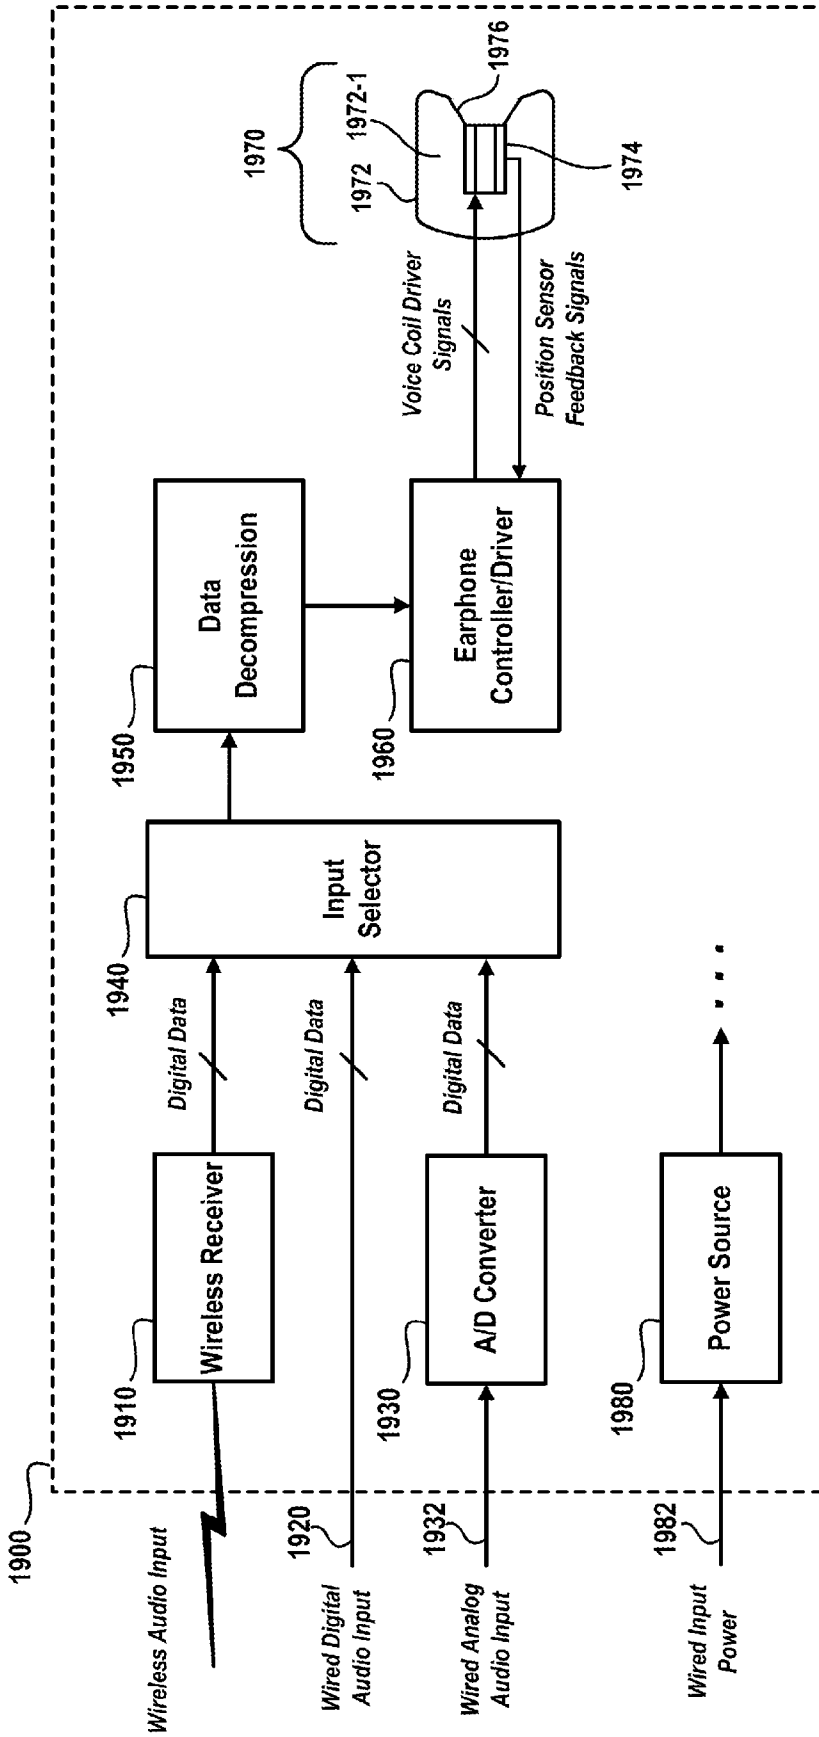 1900
Wireless Audio Input
1910
Wireless Receiver
Digital Data
1940
Input
Selector
1950
Data
Decompression
1970
1972
1972-1
1976
1974
Wired Digital
Audio Input
1920
Digital Data
Wired Analog
Audio Input
1932
1930
A/D Converter
Digital Data
1960
Earphone
Controller/Driver
Voice Coil Driver
Signals
Position Sensor
Feedback Signals
Wired Input
Power
1982
1980
Power Source